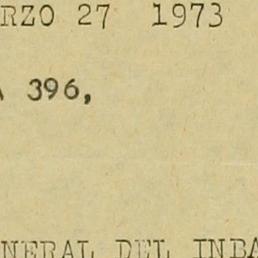 RZO 27 1973
A 396,
NERAL DEL INBA